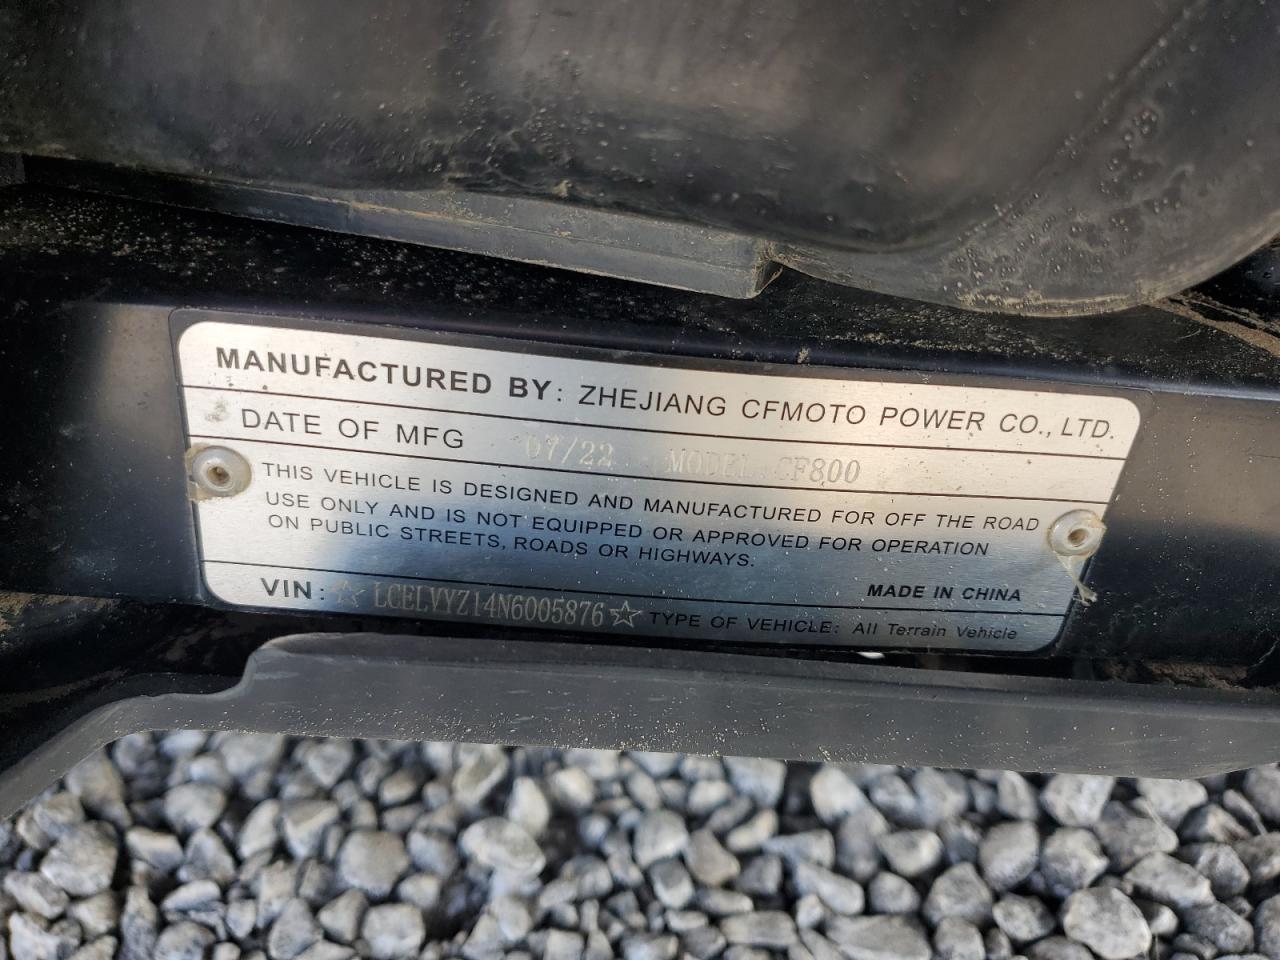 MANUFACTURED BY: ZHEJIANG CFMOTO POWER CO., LTD.
DATE OF MFG 07/22 MODEL CF800
THIS VEHICLE IS DESIGNED AND MANUFACTURED FOR OFF THE ROAD
USE ONLY AND IS NOT EQUIPPED OR APPROVED FOR OPERATION
ON PUBLIC STREETS, ROADS OR HIGHWAYS.
MADE IN CHINA
VIN: ☆ LCELVYZ14N6005876 ☆ TYPE OF VEHICLE: All Terrain Vehicle